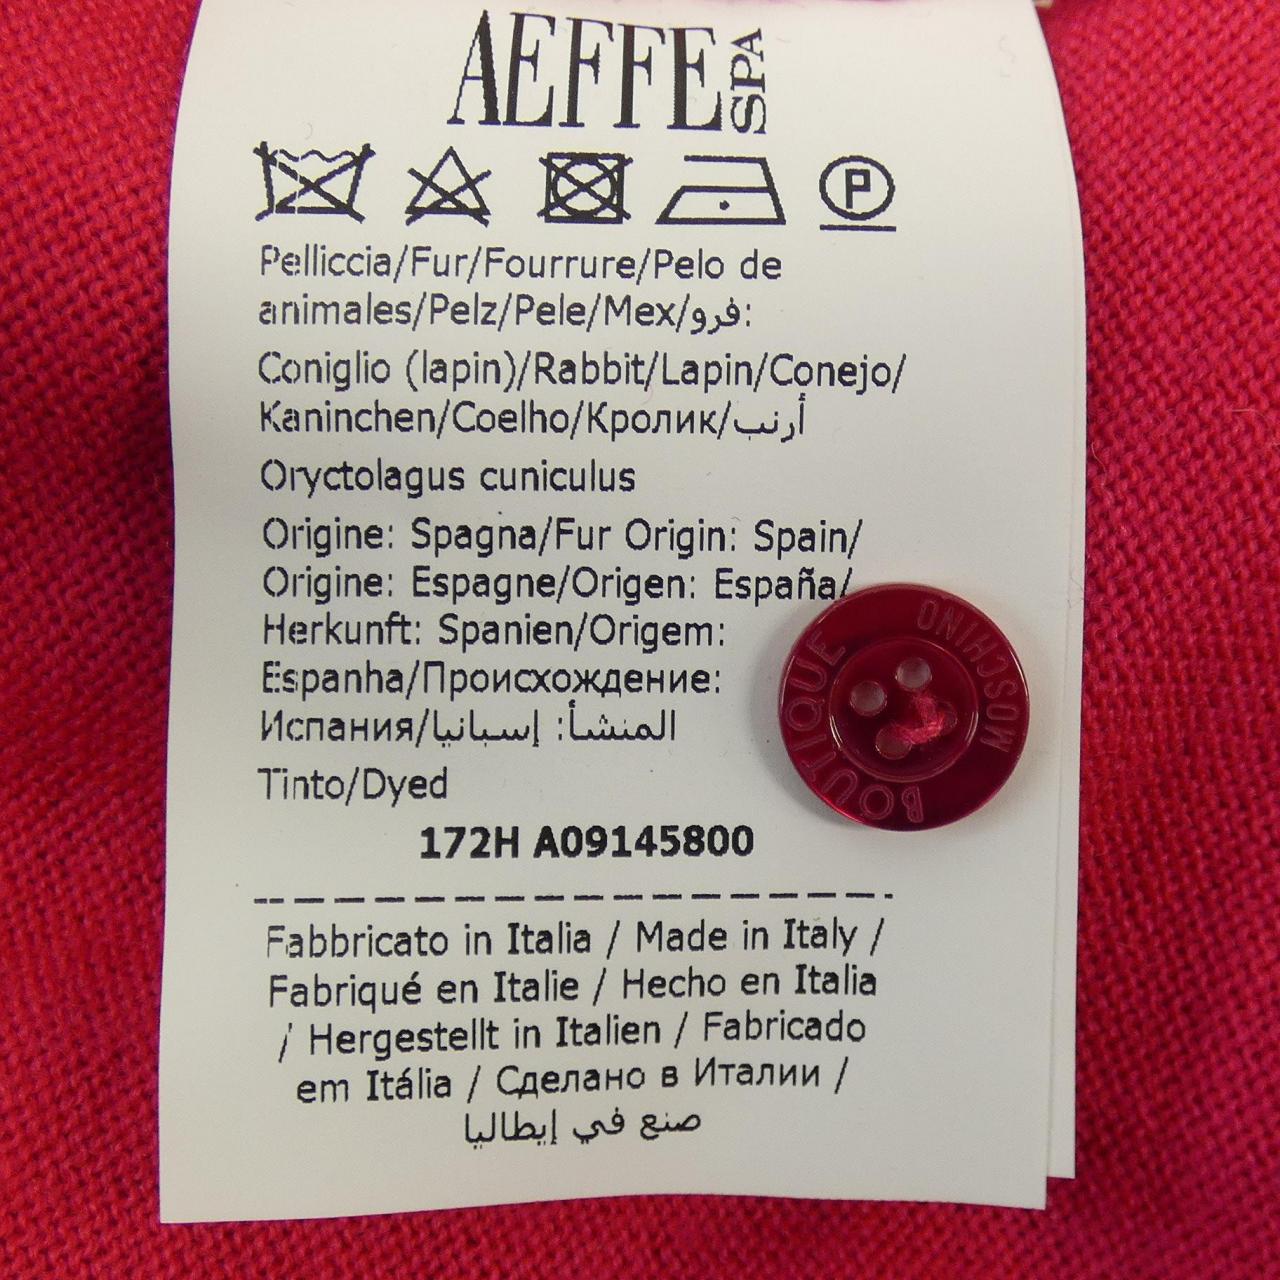 AEFFE SPA
P
Pelliccia/Fur/Fourrure/Pelo de
animales/Pelz/Pele/Mex/فرو:
Coniglio (lapin)/Rabbit/Lapin/Conejo/
Kaninchen/Coelho/Кролик/أرنب
Oryctolagus cuniculus
Origine: Spagna/Fur Origin: Spain/
Origine: Espagne/Origen: España/
Herkunft: Spanien/Origem:
Espanha/Происхождение:
Испания/المنشأ: إسبانيا
Tinto/Dyed
172H A09145800
BOUTIQUE MOSCHINO
Fabbricato in Italia / Made in Italy /
Fabriqué en Italie / Hecho en Italia
/ Hergestellt in Italien / Fabricado
em Itália / Сделано в Италии /
صنع في إيطاليا